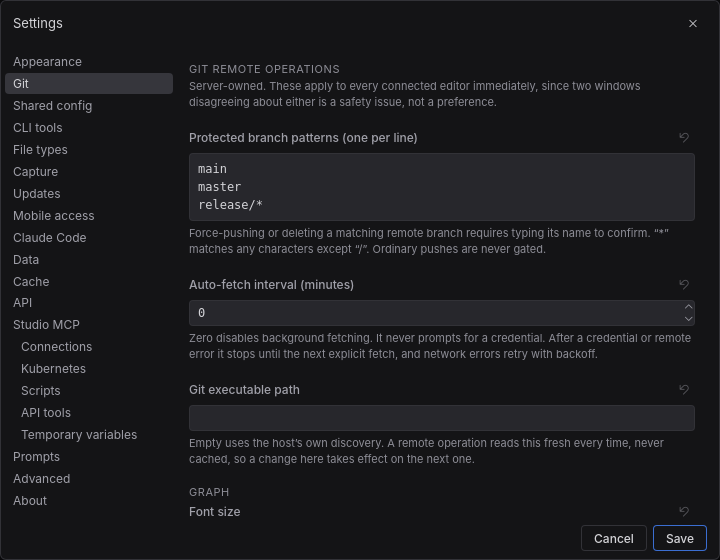 Settings
Appearance
Git
Shared config
CLI tools
File types
Capture
Updates
Mobile access
Claude Code
Data
Cache
API
Studio MCP
Connections
Kubernetes
Scripts
API tools
Temporary variables
Prompts
Advanced
About
GIT REMOTE OPERATIONS
Server-owned. These apply to every connected editor immediately, since two windows
disagreeing about either is a safety issue, not a preference.
Protected branch patterns (one per line)
main
master
release/*
Force-pushing or deleting a matching remote branch requires typing its name to confirm. “*”
matches any characters except “/”. Ordinary pushes are never gated.
Auto-fetch interval (minutes)
0
Zero disables background fetching. It never prompts for a credential. After a credential or remote
error it stops until the next explicit fetch, and network errors retry with backoff.
Git executable path
Empty uses the host’s own discovery. A remote operation reads this fresh every time, never
cached, so a change here takes effect on the next one.
GRAPH
Font size
Cancel
Save